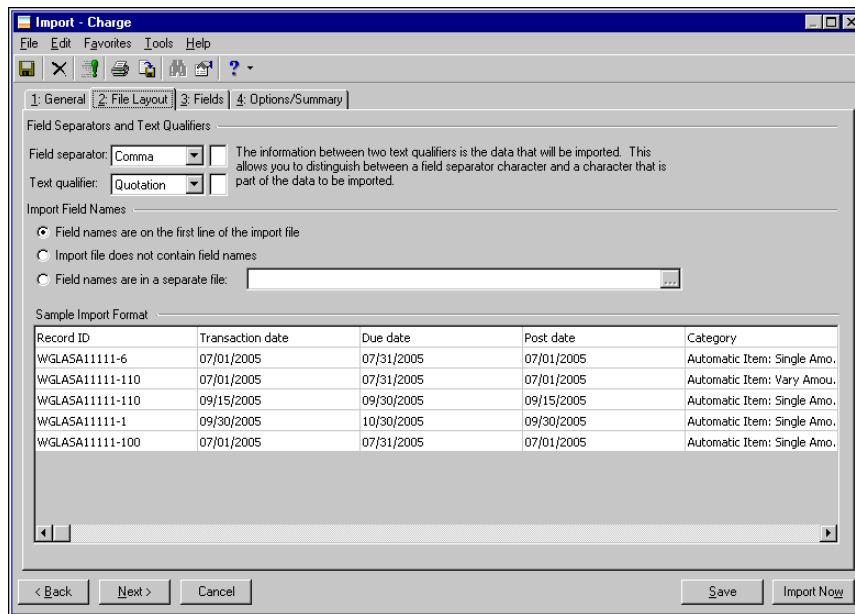 Import - Charge
File Edit Favorites Tools Help
1: General 2: File Layout 3: Fields 4: Options/Summary
Field Separators and Text Qualifiers
Field separator: Comma
The information between two text qualifiers is the data that will be imported. This
allows you to distinguish between a field separator character and a character that is
Text qualifier: Quotation
part of the data to be imported.
Import Field Names
Field names are on the first line of the import file
Import file does not contain field names
Field names are in a separate file: ...
Sample Import Format
Record ID Transaction date Due date Post date Category
WGLASA11111-6 07/01/2005 07/31/2005 07/01/2005 Automatic Item: Single Amo.
WGLASA11111-110 07/01/2005 07/31/2005 07/01/2005 Automatic Item: Vary Amou.
WGLASA11111-110 09/15/2005 09/30/2005 09/15/2005 Automatic Item: Single Amo.
WGLASA11111-1 09/30/2005 10/30/2005 09/30/2005 Automatic Item: Single Amo.
WGLASA11111-100 07/01/2005 07/31/2005 07/01/2005 Automatic Item: Single Amo.
< Back Next > Cancel Save Import Now